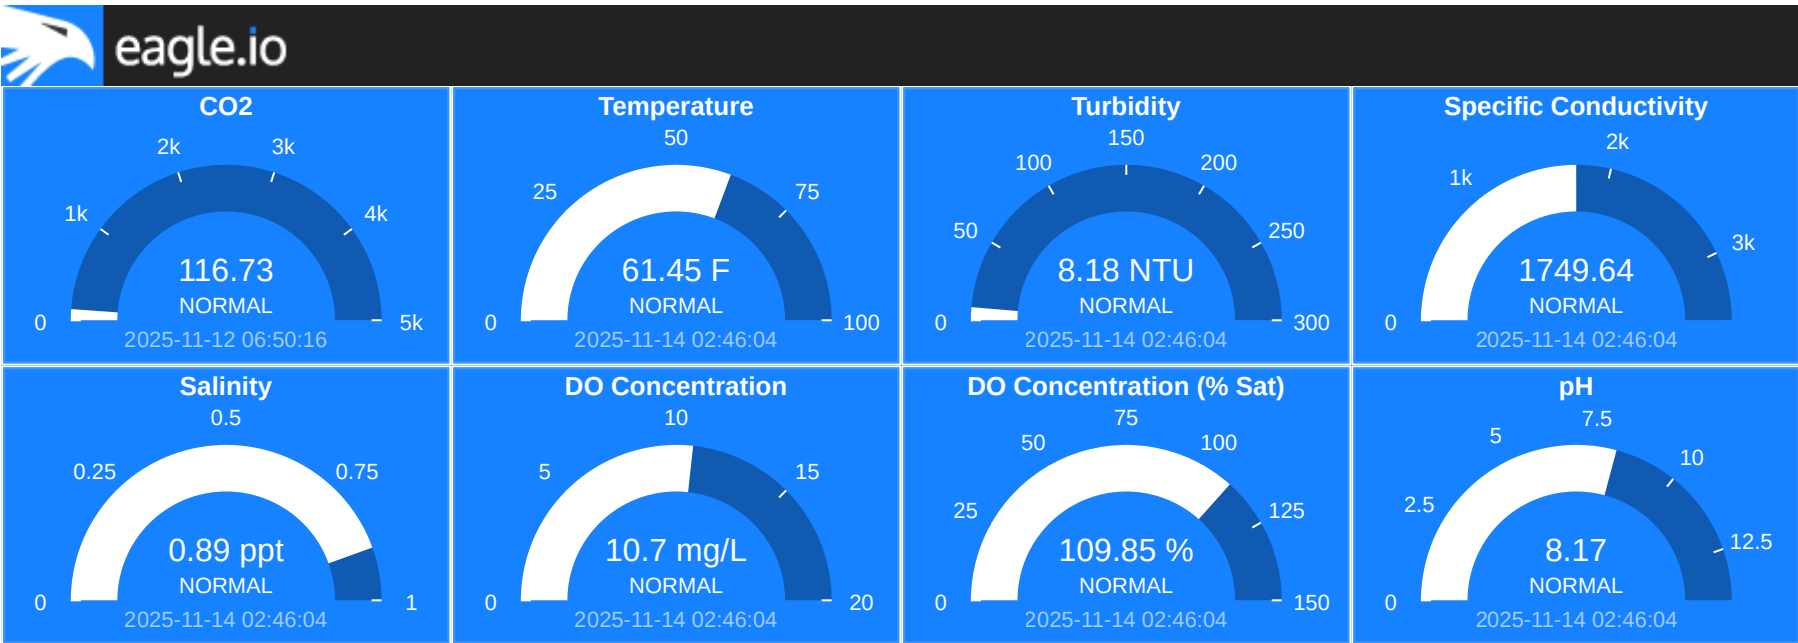 eagle.io
CO2
2k 3k
1k 4k
116.73
NORMAL
0 5k
2025-11-12 06:50:16
Temperature
50
25 75
61.45 F
NORMAL
0 100
2025-11-14 02:46:04
Turbidity
150
100 200
50 250
8.18 NTU
NORMAL
0 300
2025-11-14 02:46:04
Specific Conductivity
2k
1k
3k
1749.64
NORMAL
0
2025-11-14 02:46:04
Salinity
0.5
0.25 0.75
0.89 ppt
NORMAL
0 1
2025-11-14 02:46:04
DO Concentration
10
5 15
10.7 mg/L
NORMAL
0 20
2025-11-14 02:46:04
DO Concentration (% Sat)
75
50 100
25 125
109.85 %
NORMAL
0 150
2025-11-14 02:46:04
pH
7.5
5
10
2.5
12.5
8.17
NORMAL
0
2025-11-14 02:46:04